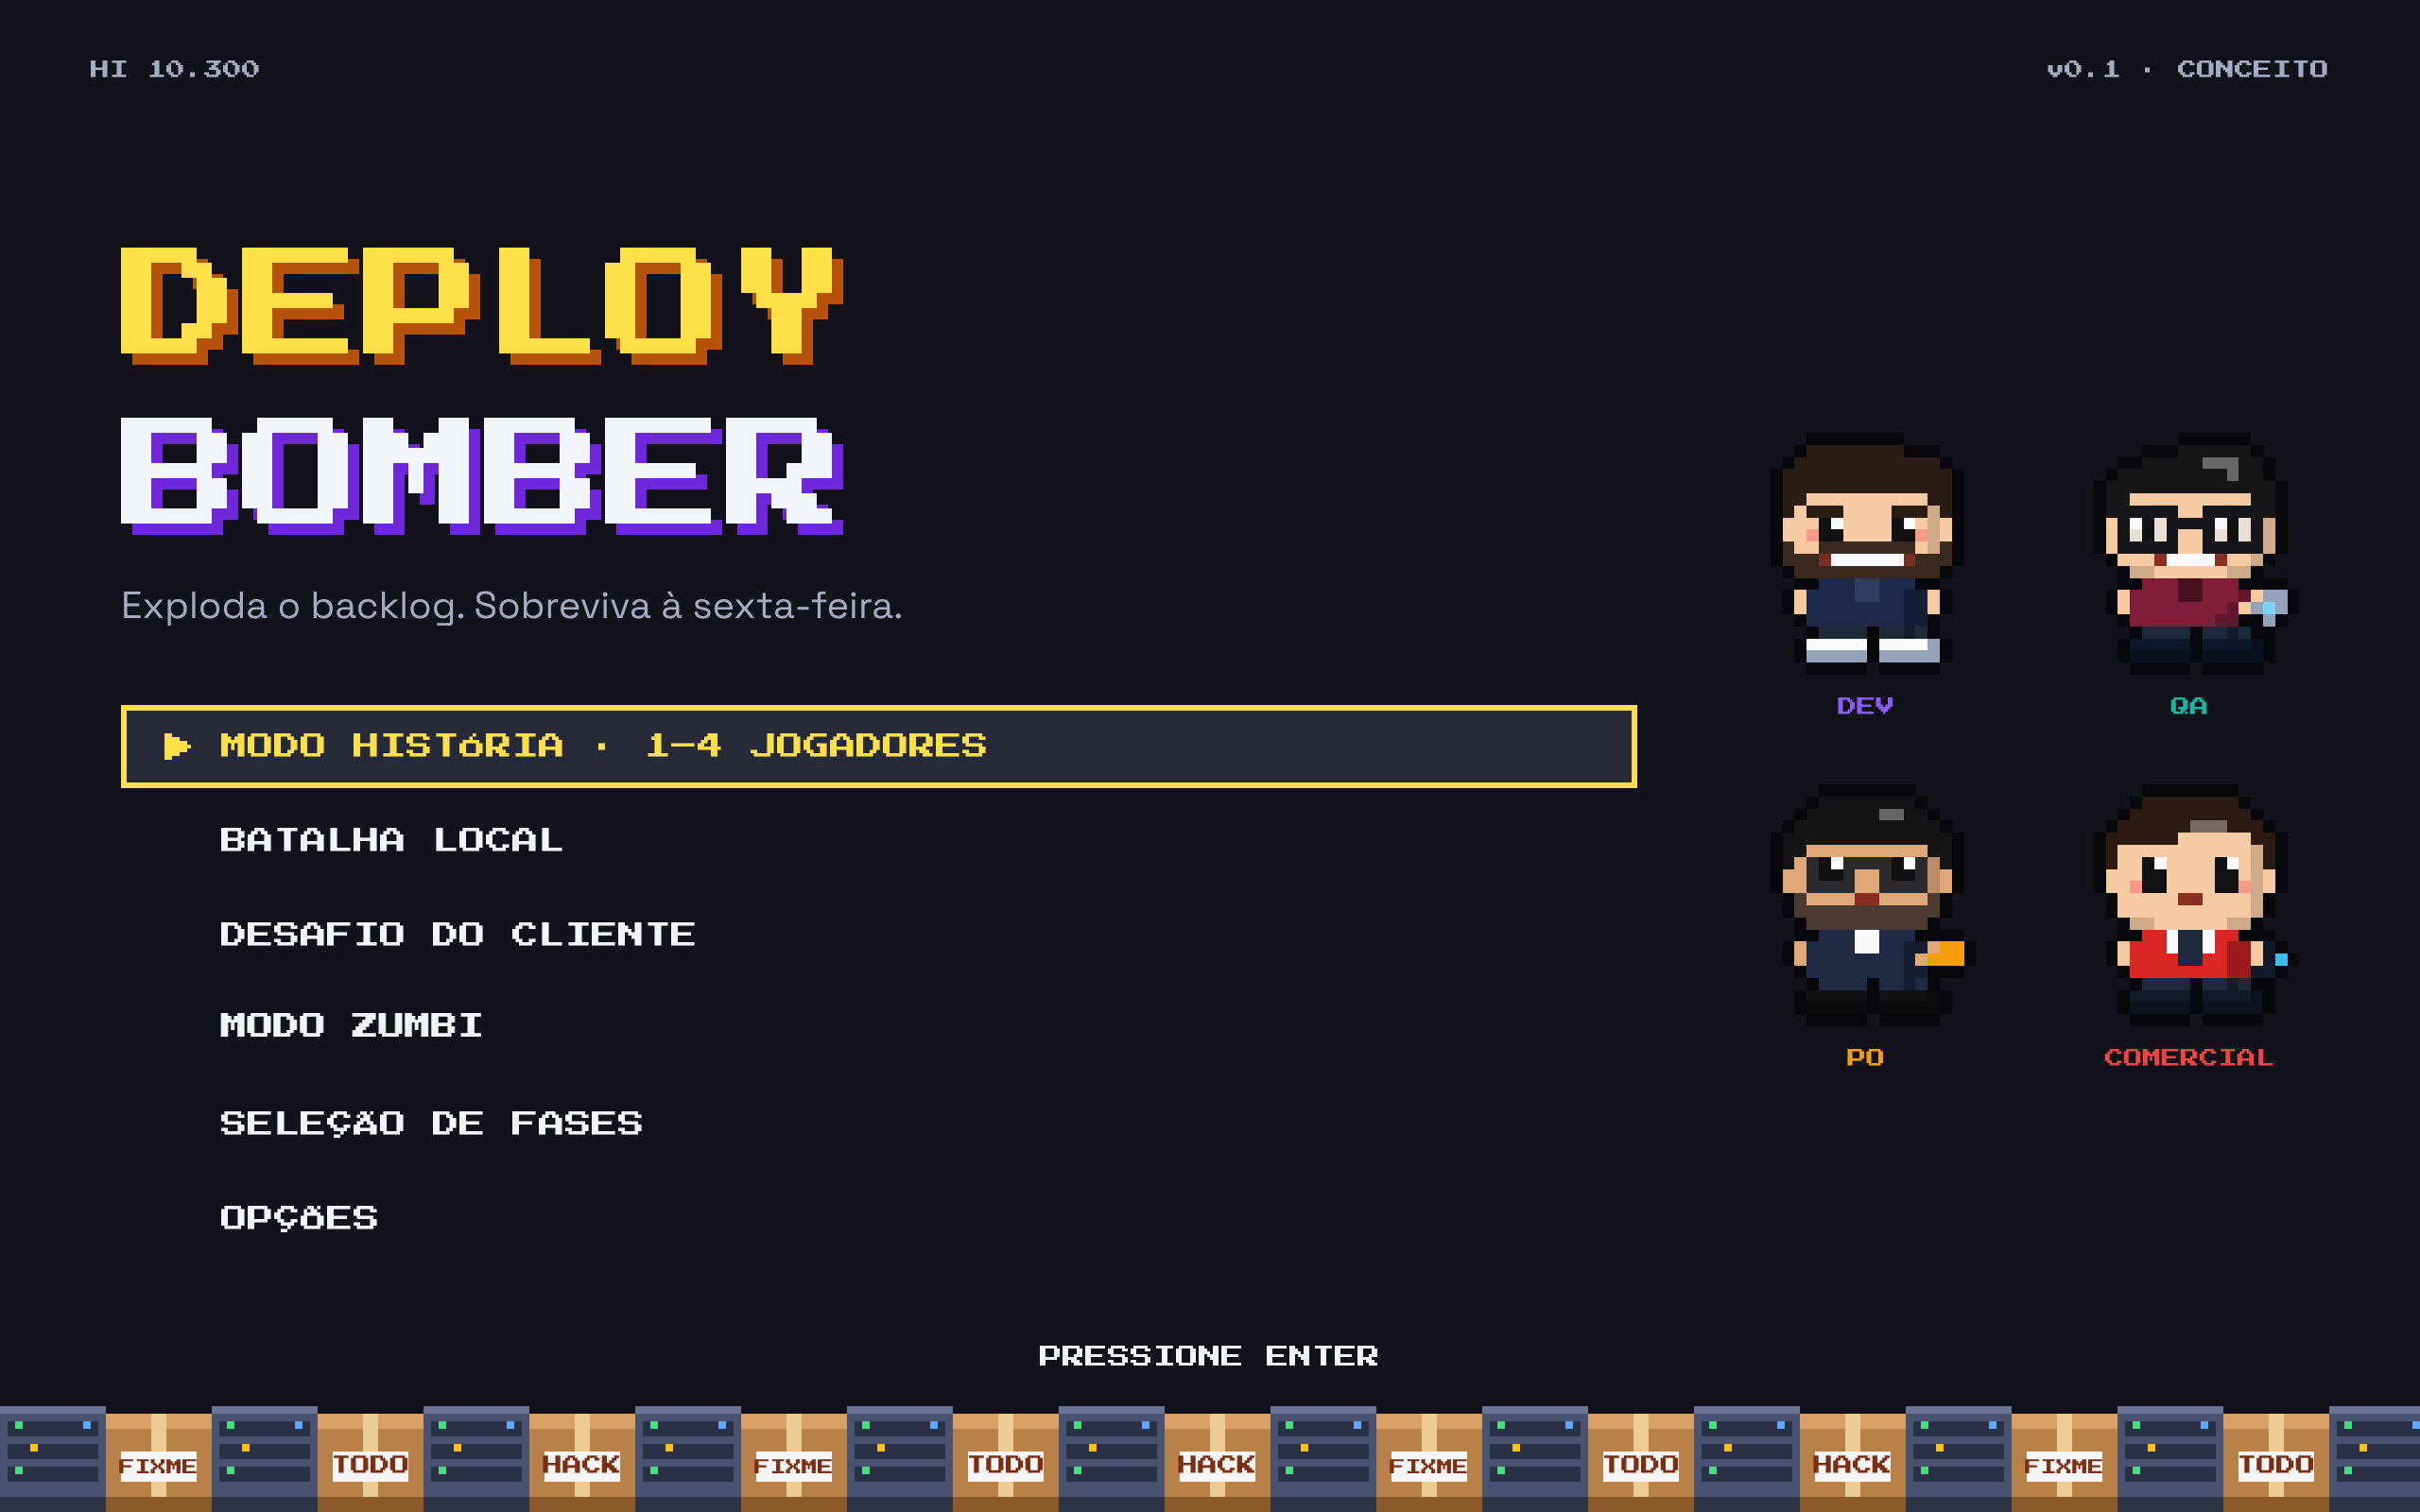 HI 10.300
v0.1 · CONCEITO
DEPLOY
BOMBER
Exploda o backlog. Sobreviva à sexta-feira.
MODO HISTóRIA · 1–4 JOGADORES
BATALHA LOCAL
DESAFIO DO CLIENTE
MODO ZUMBI
SELEÇÃO DE FASES
OPÇÕES
DEV
QA
PO
COMERCIAL
PRESSIONE ENTER
FIXME TODO HACK FIXME TODO HACK FIXME TODO HACK FIXME TODO